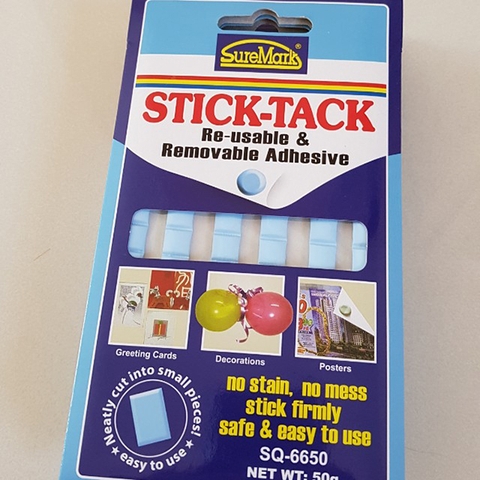 SureMark
STICK-TACK
Re-usable &
Removable Adhesive
Greeting Cards
Decorations
Posters
Neatly cut into small pieces!
★ easy to use ★
no stain, no mess
stick firmly
safe & easy to use
SQ-6650
NET WT: 50g